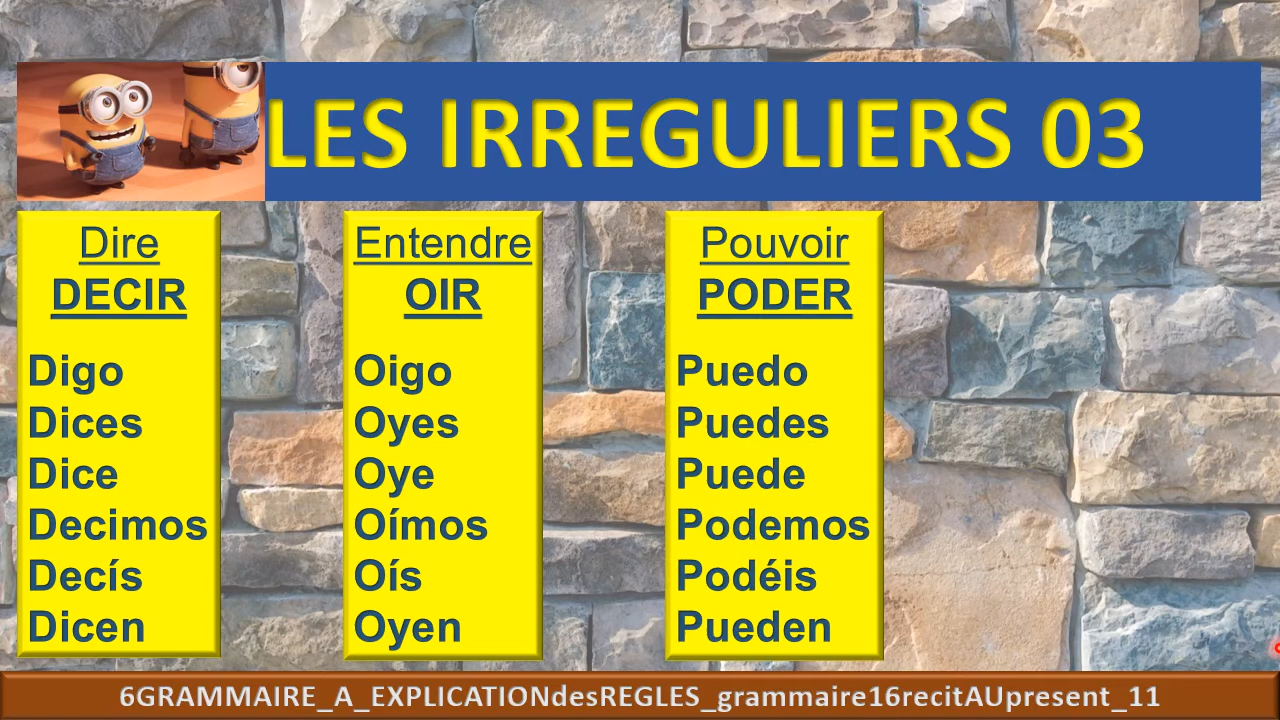 LES IRREGULIERS 03
Dire
DECIR
Digo
Dices
Dice
Decimos
Decís
Dicen
Entendre
OIR
Oigo
Oyes
Oye
Oímos
Oís
Oyen
Pouvoir
PODER
Puedo
Puedes
Puede
Podemos
Podéis
Pueden
6GRAMMAIRE_A_EXPLICATIONdesREGLES_grammaire16recitAUpresent_11